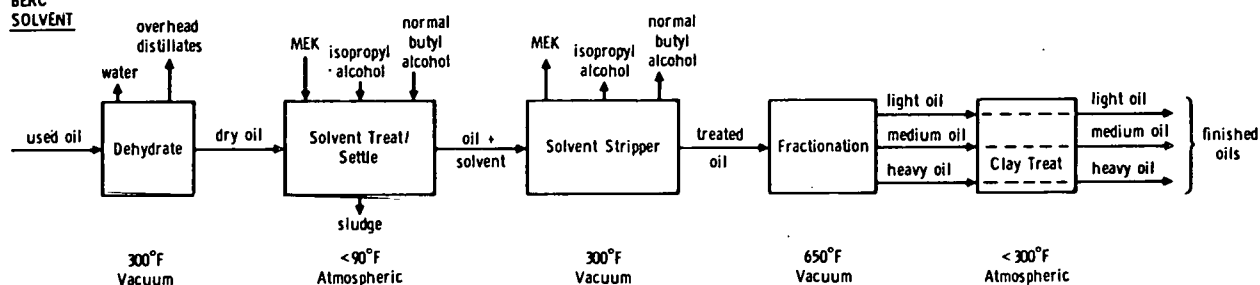 BERC
SOLVENT
overhead
distillates
water
used oil
Dehydrate
dry oil
300°F
Vacuum
MEK
isopropyl
alcohol
normal
butyl
alcohol
Solvent Treat/
Settle
sludge
<90°F
Atmospheric
oil +
solvent
MEK
isopropyl
alcohol
normal
butyl
alcohol
Solvent Stripper
300°F
Vacuum
treated
oil
Fractionation
650°F
Vacuum
light oil
medium oil
heavy oil
Clay Treat
<300°F
Atmospheric
light oil
medium oil
heavy oil
finished
oils